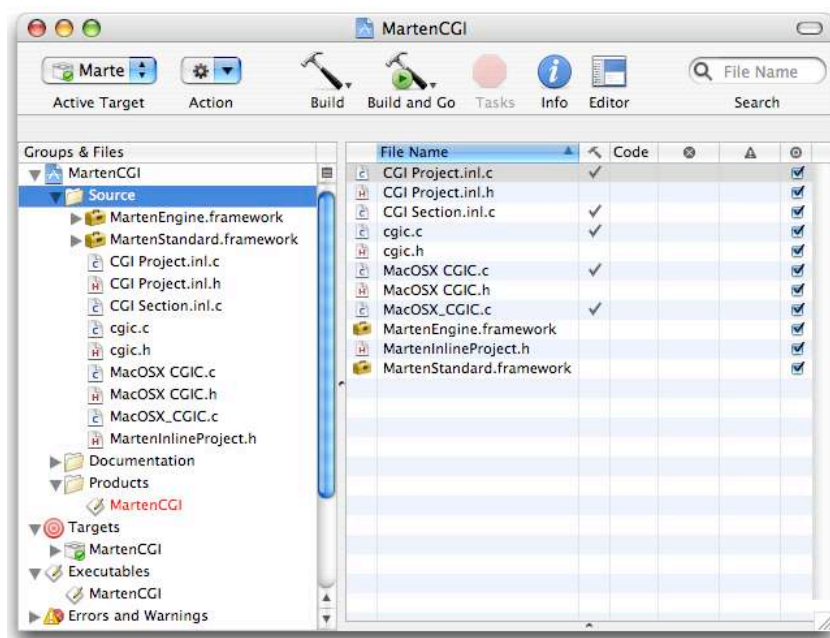 MartenCGI
Marte
File Name
Active Target
Action
Build
Build and Go
Tasks
Info
Editor
Search
Groups & Files
MartenCGI
Source
MartenEngine.framework
MartenStandard.framework
CGI Project.inl.c
CGI Project.inl.h
CGI Section.inl.c
cgic.c
cgic.h
MacOSX CGIC.c
MacOSX CGIC.h
MacOSX_CGIC.c
MartenInlineProject.h
Documentation
Products
MartenCGI
Targets
MartenCGI
Executables
MartenCGI
Errors and Warnings
File Name
Code
CGI Project.inl.c
CGI Project.inl.h
CGI Section.inl.c
cgic.c
cgic.h
MacOSX CGIC.c
MacOSX CGIC.h
MacOSX_CGIC.c
MartenEngine.framework
MartenInlineProject.h
MartenStandard.framework